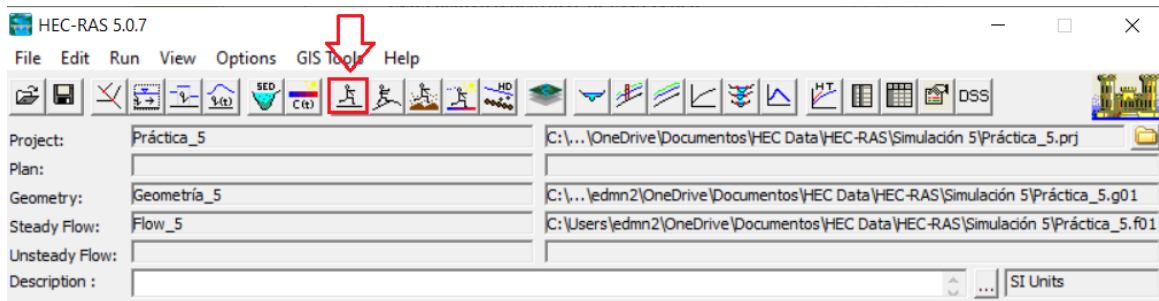 HEC-RAS 5.0.7
File Edit Run View Options GIS Tools Help
SED C(t) HD HT DSS
Project: Práctica_5 C:\...\OneDrive\Documentos\HEC Data\HEC-RAS\Simulación 5\Práctica_5.prj
Plan:
Geometry: Geometría_5 C:\...\edmn2\OneDrive\Documentos\HEC Data\HEC-RAS\Simulación 5\Práctica_5.g01
Steady Flow: Flow_5 C:\Users\edmn2\OneDrive\Documentos\HEC Data\HEC-RAS\Simulación 5\Práctica_5.f01
Unsteady Flow:
Description : ... SI Units